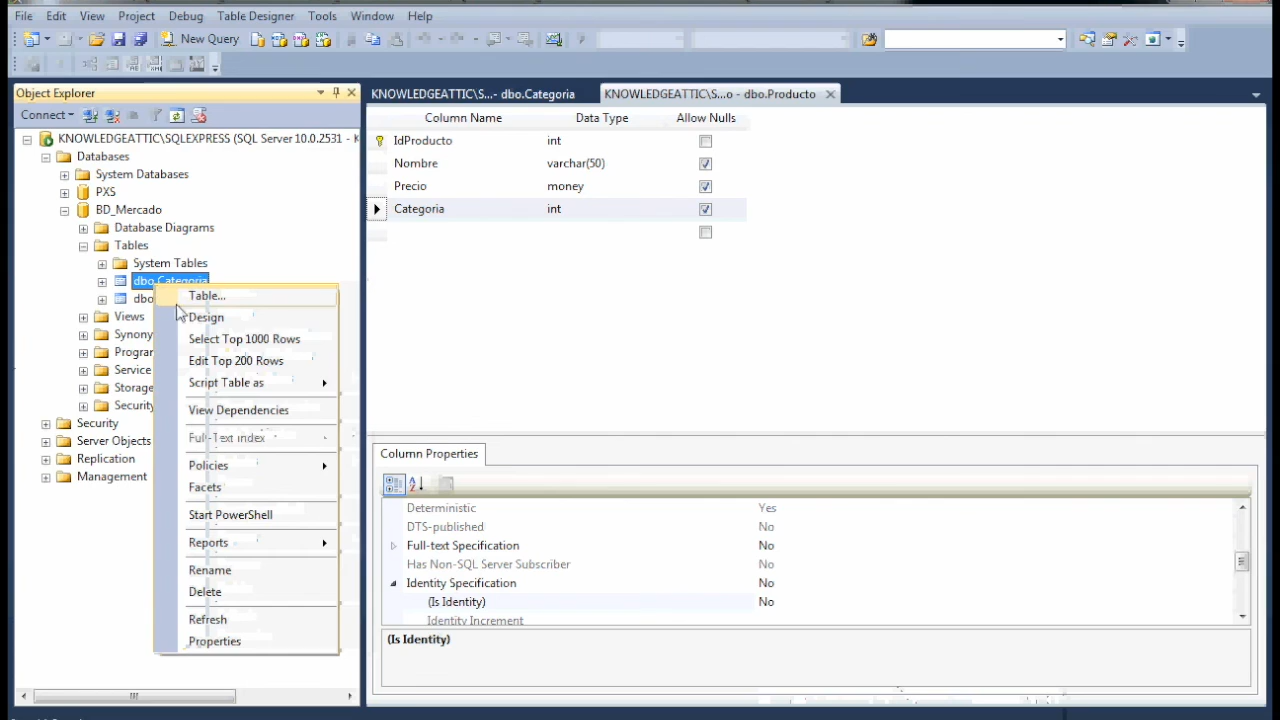 File Edit View Project Debug Table Designer Tools Window Help
New Query
Object Explorer
Connect
KNOWLEDGEATTIC\SQLEXPRESS (SQL Server 10.0.2531 - K
Databases
System Databases
PXS
BD_Mercado
Database Diagrams
Tables
System Tables
dbo.Categoria
dbo
Views
Synony
Progran
Service
Storage
Security
Security
Server Objects
Replication
Management
Table...
Design
Select Top 1000 Rows
Edit Top 200 Rows
Script Table as
View Dependencies
Full-Text index
Policies
Facets
Start PowerShell
Reports
Rename
Delete
Refresh
Properties
KNOWLEDGEATTIC\S...- dbo.Categoria KNOWLEDGEATTIC\S...o - dbo.Producto
Column Name Data Type Allow Nulls
IdProducto int
Nombre varchar(50)
Precio money
Categoria int
Column Properties
Deterministic Yes
DTS-published No
Full-text Specification No
Has Non-SQL Server Subscriber No
Identity Specification No
(Is Identity) No
Identity Increment
(Is Identity)